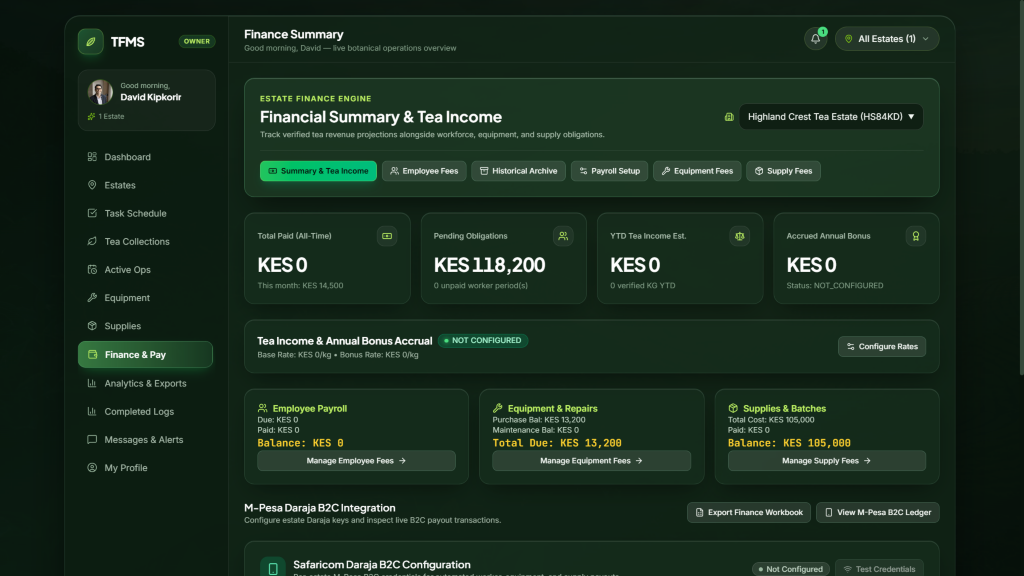 TFMS
OWNER
Good morning,
David Kipkorir
1 Estate
Dashboard
Estates
Task Schedule
Tea Collections
Active Ops
Equipment
Supplies
Finance & Pay
Analytics & Exports
Completed Logs
Messages & Alerts
My Profile
Finance Summary
Good morning, David — live botanical operations overview
1
All Estates (1)
ESTATE FINANCE ENGINE
Financial Summary & Tea Income
Track verified tea revenue projections alongside workforce, equipment, and supply obligations.
Highland Crest Tea Estate (HS84KD)
Summary & Tea Income
Employee Fees
Historical Archive
Payroll Setup
Equipment Fees
Supply Fees
Total Paid (All-Time)
KES 0
This month: KES 14,500
Pending Obligations
KES 118,200
0 unpaid worker period(s)
YTD Tea Income Est.
KES 0
0 verified KG YTD
Accrued Annual Bonus
KES 0
Status: NOT_CONFIGURED
Tea Income & Annual Bonus Accrual
NOT CONFIGURED
Base Rate: KES 0/kg • Bonus Rate: KES 0/kg
Configure Rates
Employee Payroll
Due: KES 0
Paid: KES 0
Balance: KES 0
Manage Employee Fees →
Equipment & Repairs
Purchase Bal: KES 13,200
Maintenance Bal: KES 0
Total Due: KES 13,200
Manage Equipment Fees →
Supplies & Batches
Total Cost: KES 105,000
Paid: KES 0
Balance: KES 105,000
Manage Supply Fees →
M-Pesa Daraja B2C Integration
Configure estate Daraja keys and inspect live B2C payout transactions.
Export Finance Workbook
View M-Pesa B2C Ledger
Safaricom Daraja B2C Configuration
Not Configured
Test Credentials